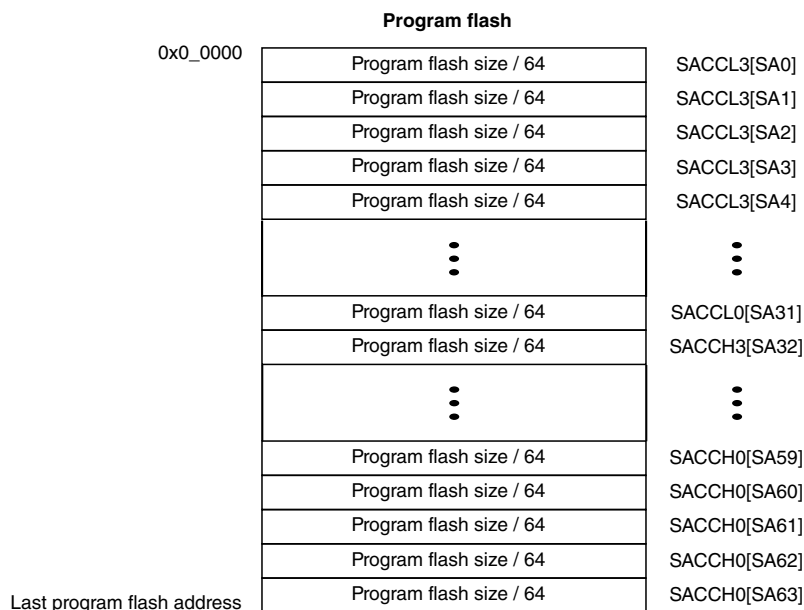 Program flash
0x0_0000 Program flash size / 64 SACCL3[SA0]
Program flash size / 64 SACCL3[SA1]
Program flash size / 64 SACCL3[SA2]
Program flash size / 64 SACCL3[SA3]
Program flash size / 64 SACCL3[SA4]
Program flash size / 64 SACCL0[SA31]
Program flash size / 64 SACCH3[SA32]
Program flash size / 64 SACCH0[SA59]
Program flash size / 64 SACCH0[SA60]
Program flash size / 64 SACCH0[SA61]
Program flash size / 64 SACCH0[SA62]
Last program flash address Program flash size / 64 SACCH0[SA63]